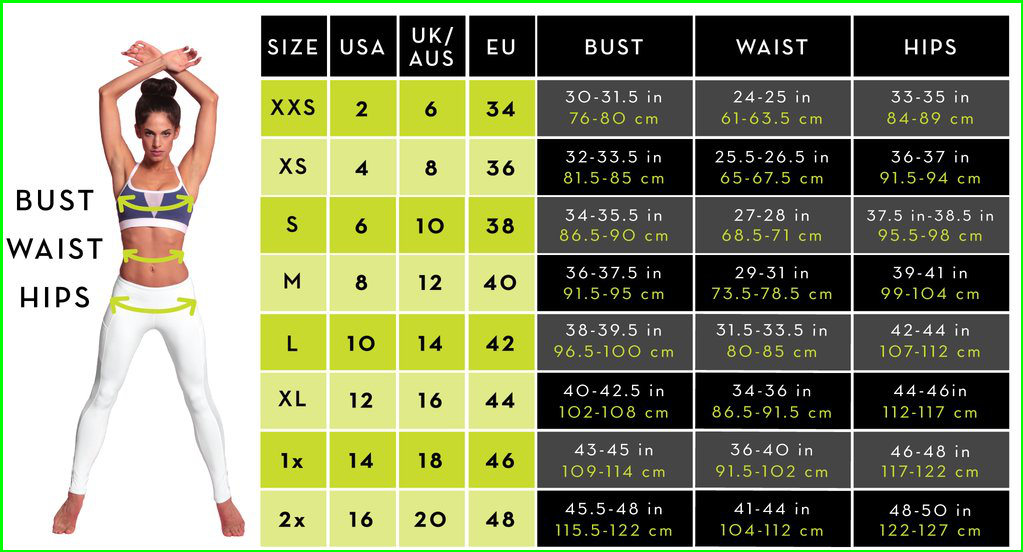 BUST
WAIST
HIPS
SIZE USA UK/ AUS EU BUST WAIST HIPS
XXS 2 6 34 30-31.5 in 24-25 in 33-35 in
76-80 cm 61-63.5 cm 84-89 cm
XS 4 8 36 32-33.5 in 25.5-26.5 in 36-37 in
81.5-85 cm 65-67.5 cm 91.5-94 cm
S 6 10 38 34-35.5 in 27-28 in 37.5 in-38.5 in
86.5-90 cm 68.5-71 cm 95.5-98 cm
M 8 12 40 36-37.5 in 29-31 in 39-41 in
91.5-95 cm 73.5-78.5 cm 99-104 cm
L 10 14 42 38-39.5 in 31.5-33.5 in 42-44 in
96.5-100 cm 80-85 cm 107-112 cm
XL 12 16 44 40-42.5 in 34-36 in 44-46in
102-108 cm 86.5-91.5 cm 112-117 cm
1x 14 18 46 43-45 in 36-40 in 46-48 in
109-114 cm 91.5-102 cm 117-122 cm
2x 16 20 48 45.5-48 in 41-44 in 48-50 in
115.5-122 cm 104-112 cm 122-127 cm